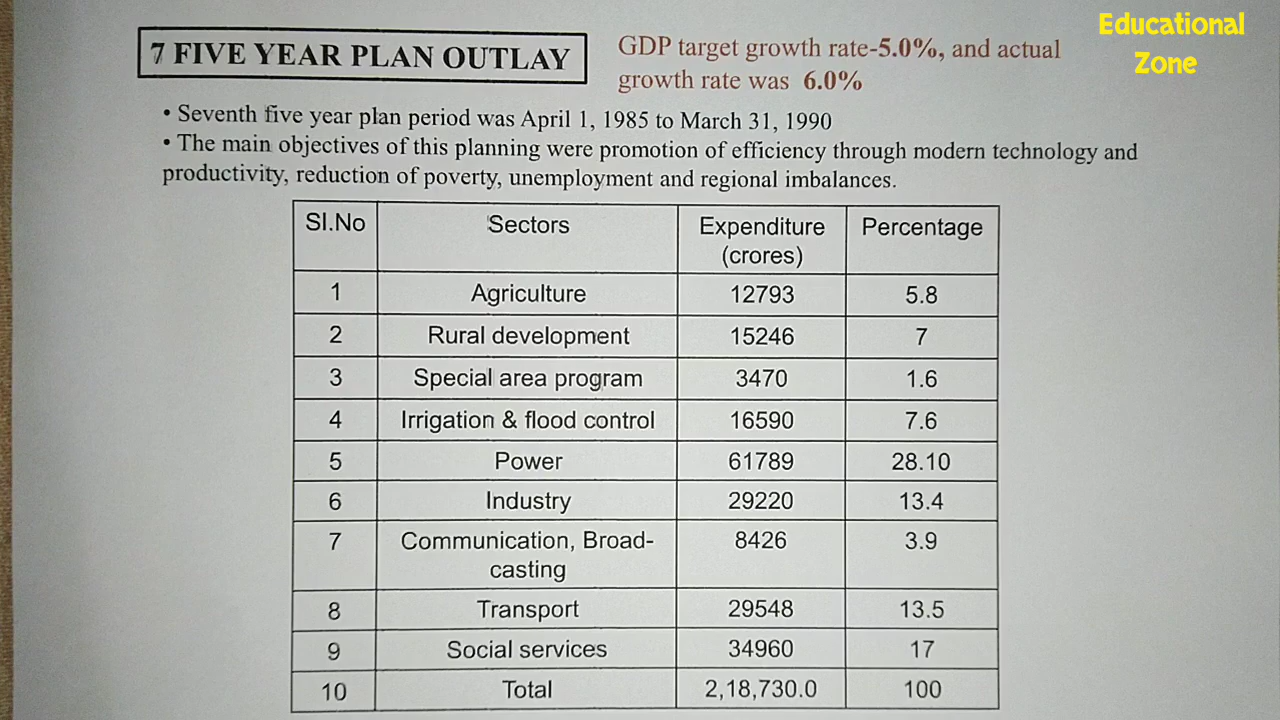 Educational
Zone
7 FIVE YEAR PLAN OUTLAY
GDP target growth rate-5.0%, and actual
growth rate was 6.0%
• Seventh five year plan period was April 1, 1985 to March 31, 1990
• The main objectives of this planning were promotion of efficiency through modern technology and
productivity, reduction of poverty, unemployment and regional imbalances.
SI.No Sectors Expenditure Percentage
(crores)
1 Agriculture 12793 5.8
2 Rural development 15246 7
3 Special area program 3470 1.6
4 Irrigation & flood control 16590 7.6
5 Power 61789 28.10
6 Industry 29220 13.4
7 Communication, Broad- 8426 3.9
casting
8 Transport 29548 13.5
9 Social services 34960 17
10 Total 2,18,730.0 100